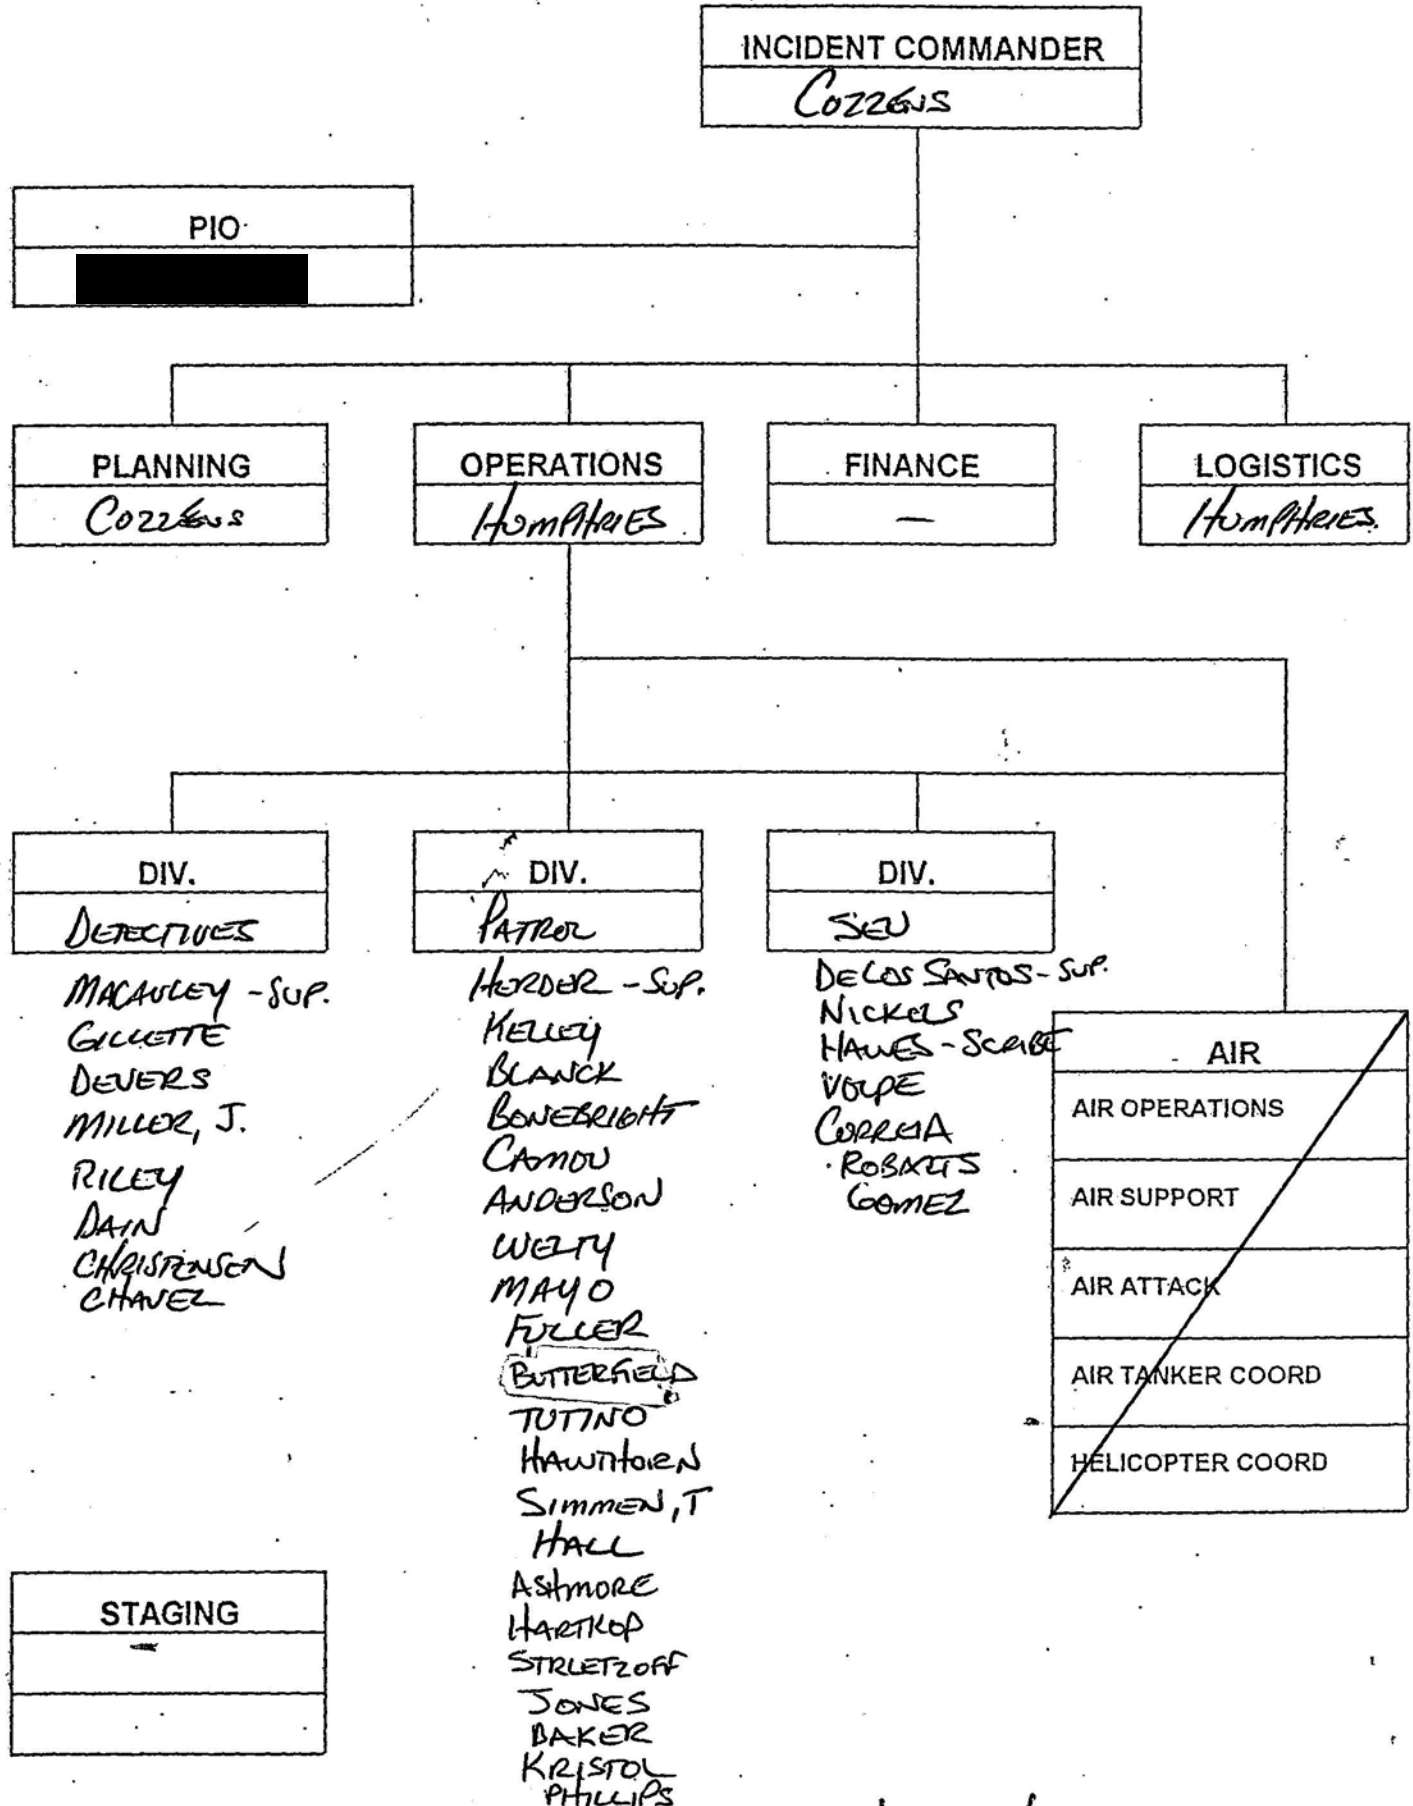 INCIDENT COMMANDER
COZZENS
PIO
PLANNING
COZZENS
OPERATIONS
HUMPHRIES
FINANCE
—
LOGISTICS
HUMPHRIES.
DIV.
DETECTIVES
MACAULEY - SUP.
GILLETTE
DEVERS
MILLER, J.
RILEY
DAIN
CHRISTENSEN
CHAVEZ
DIV.
PATROL
HERDER - SUP.
KELLEY
BLANCK
BONEBRIGHT
CAMOU
ANDERSON
WELTY
MAYO
FULLER
BUTTERFIELD
TUTINO
HAWTHORN
SIMMEN, T
HALL
ASHMORE
HARTKOP
STRLETZOFF
JONES
BAKER
KRISTOL
PHILLIPS
DIV.
SEU
DE LOS SANTOS - SUP.
NICKELS
HAWES - SCRIBE
VOLPE
CORREIA
ROBARTS
GOMEZ
AIR
AIR OPERATIONS
AIR SUPPORT
AIR ATTACK
AIR TANKER COORD
HELICOPTER COORD
STAGING
—